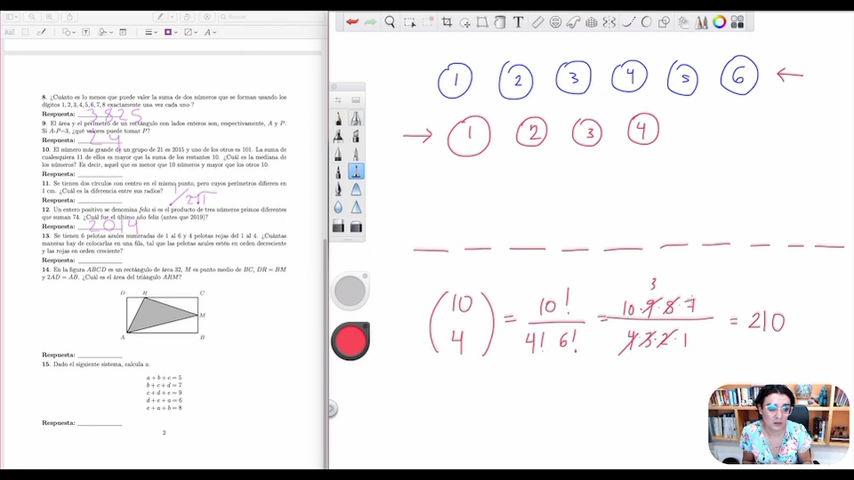 8. ¿Cuánto es lo menos que puede valer la suma de dos números que se forman usando los
dígitos 1, 2, 3, 4, 5, 6, 7, 8 exactamente una vez cada uno ?
Respuesta: 3825
9. El área y el perímetro de un rectángulo con lados enteros son, respectivamente, A y P.
Si A-P=3, ¿qué valores puede tomar P?
Respuesta: 24
10. El número más grande de un grupo de 21 es 2015 y uno de los otros es 101. La suma de
cualesquiera 11 de ellos es mayor que la suma de los restantes 10. ¿Cuál es la mediana de
los números? Es decir, aquel que es menor que 10 números y mayor que los otros 10.
Respuesta:
11. Se tienen dos círculos con centro en el mismo punto, pero cuyos perímetros difieren en
1 cm. ¿Cuál es la diferencia entre sus radios?
Respuesta: 1/2π
12. Un entero positivo se denomina feliz si es el producto de tres números primos diferentes
que suman 74. ¿Cuál fue el último año feliz (antes que 2019)?
Respuesta: 2014
13. Se tienen 6 pelotas azules numeradas de 1 al 6 y 4 pelotas rojas del 1 al 4. ¿Cuántas
maneras hay de colocarlas en una fila, tal que las pelotas azules estén en orden decreciente
y las rojas en orden creciente?
Respuesta:
14. En la figura ABCD es un rectángulo de área 32, M es punto medio de BC, DR = BM
y 2AD = AB. ¿Cuál es el área del triángulo ARM?
D R C
M
A B
Respuesta:
15. Dado el siguiente sistema, calcula a.
a + b + c = 5
b + c + d = 7
c + d + e = 9
d + e + a = 6
e + a + b = 8
Respuesta:
2
1 2 3 4 5 6 ←
→ 1 2 3 4
(10 4) = 10! / 4! 6! = 10·9·8·7 / 4·3·2·1 = 210
3